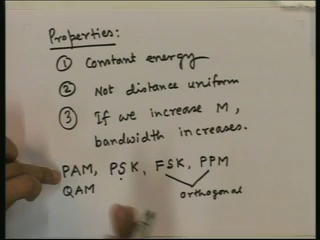 Properties:
① Constant energy
② Not distance uniform
③ If we increase M,
bandwidth increases.
PAM, PSK, FSK, PPM
QAM
orthogonal